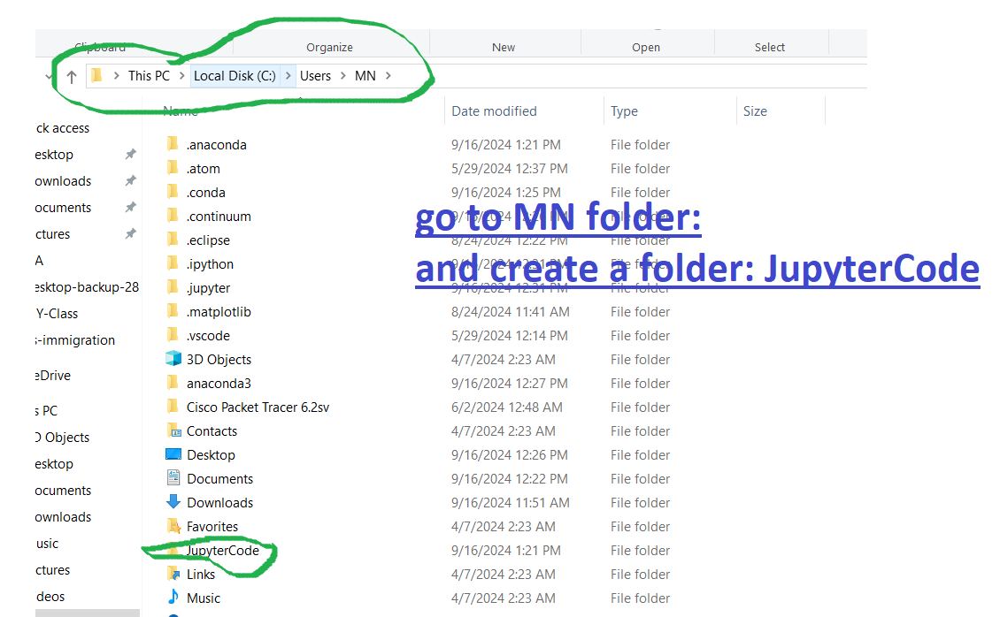 Clipboard Organize New Open Select
This PC Local Disk (C:) Users MN
Name Date modified Type Size
ck access
esktop
ownloads
ocuments
ctures
A
esktop-backup-28
Y-Class
s-immigration
eDrive
s PC
D Objects
esktop
ocuments
ownloads
usic
ctures
deos
.anaconda 9/16/2024 1:21 PM File folder
.atom 5/29/2024 12:37 PM File folder
.conda 9/16/2024 1:25 PM File folder
.continuum File folder
.eclipse 8/24/2024 12:22 PM File folder
.ipython File folder
.jupyter 9/16/2024 12:31 PM File folder
.matplotlib 8/24/2024 11:41 AM File folder
.vscode 5/29/2024 12:14 PM File folder
3D Objects 4/7/2024 2:23 AM File folder
anaconda3 9/16/2024 12:27 PM File folder
Cisco Packet Tracer 6.2sv 6/2/2024 12:48 AM File folder
Contacts 4/7/2024 2:23 AM File folder
Desktop 9/16/2024 12:26 PM File folder
Documents 9/16/2024 12:22 PM File folder
Downloads 9/16/2024 11:51 AM File folder
Favorites 4/7/2024 2:23 AM File folder
JupyterCode 9/16/2024 1:21 PM File folder
Links 4/7/2024 2:23 AM File folder
Music 4/7/2024 2:23 AM File folder
go to MN folder:
and create a folder: JupyterCode